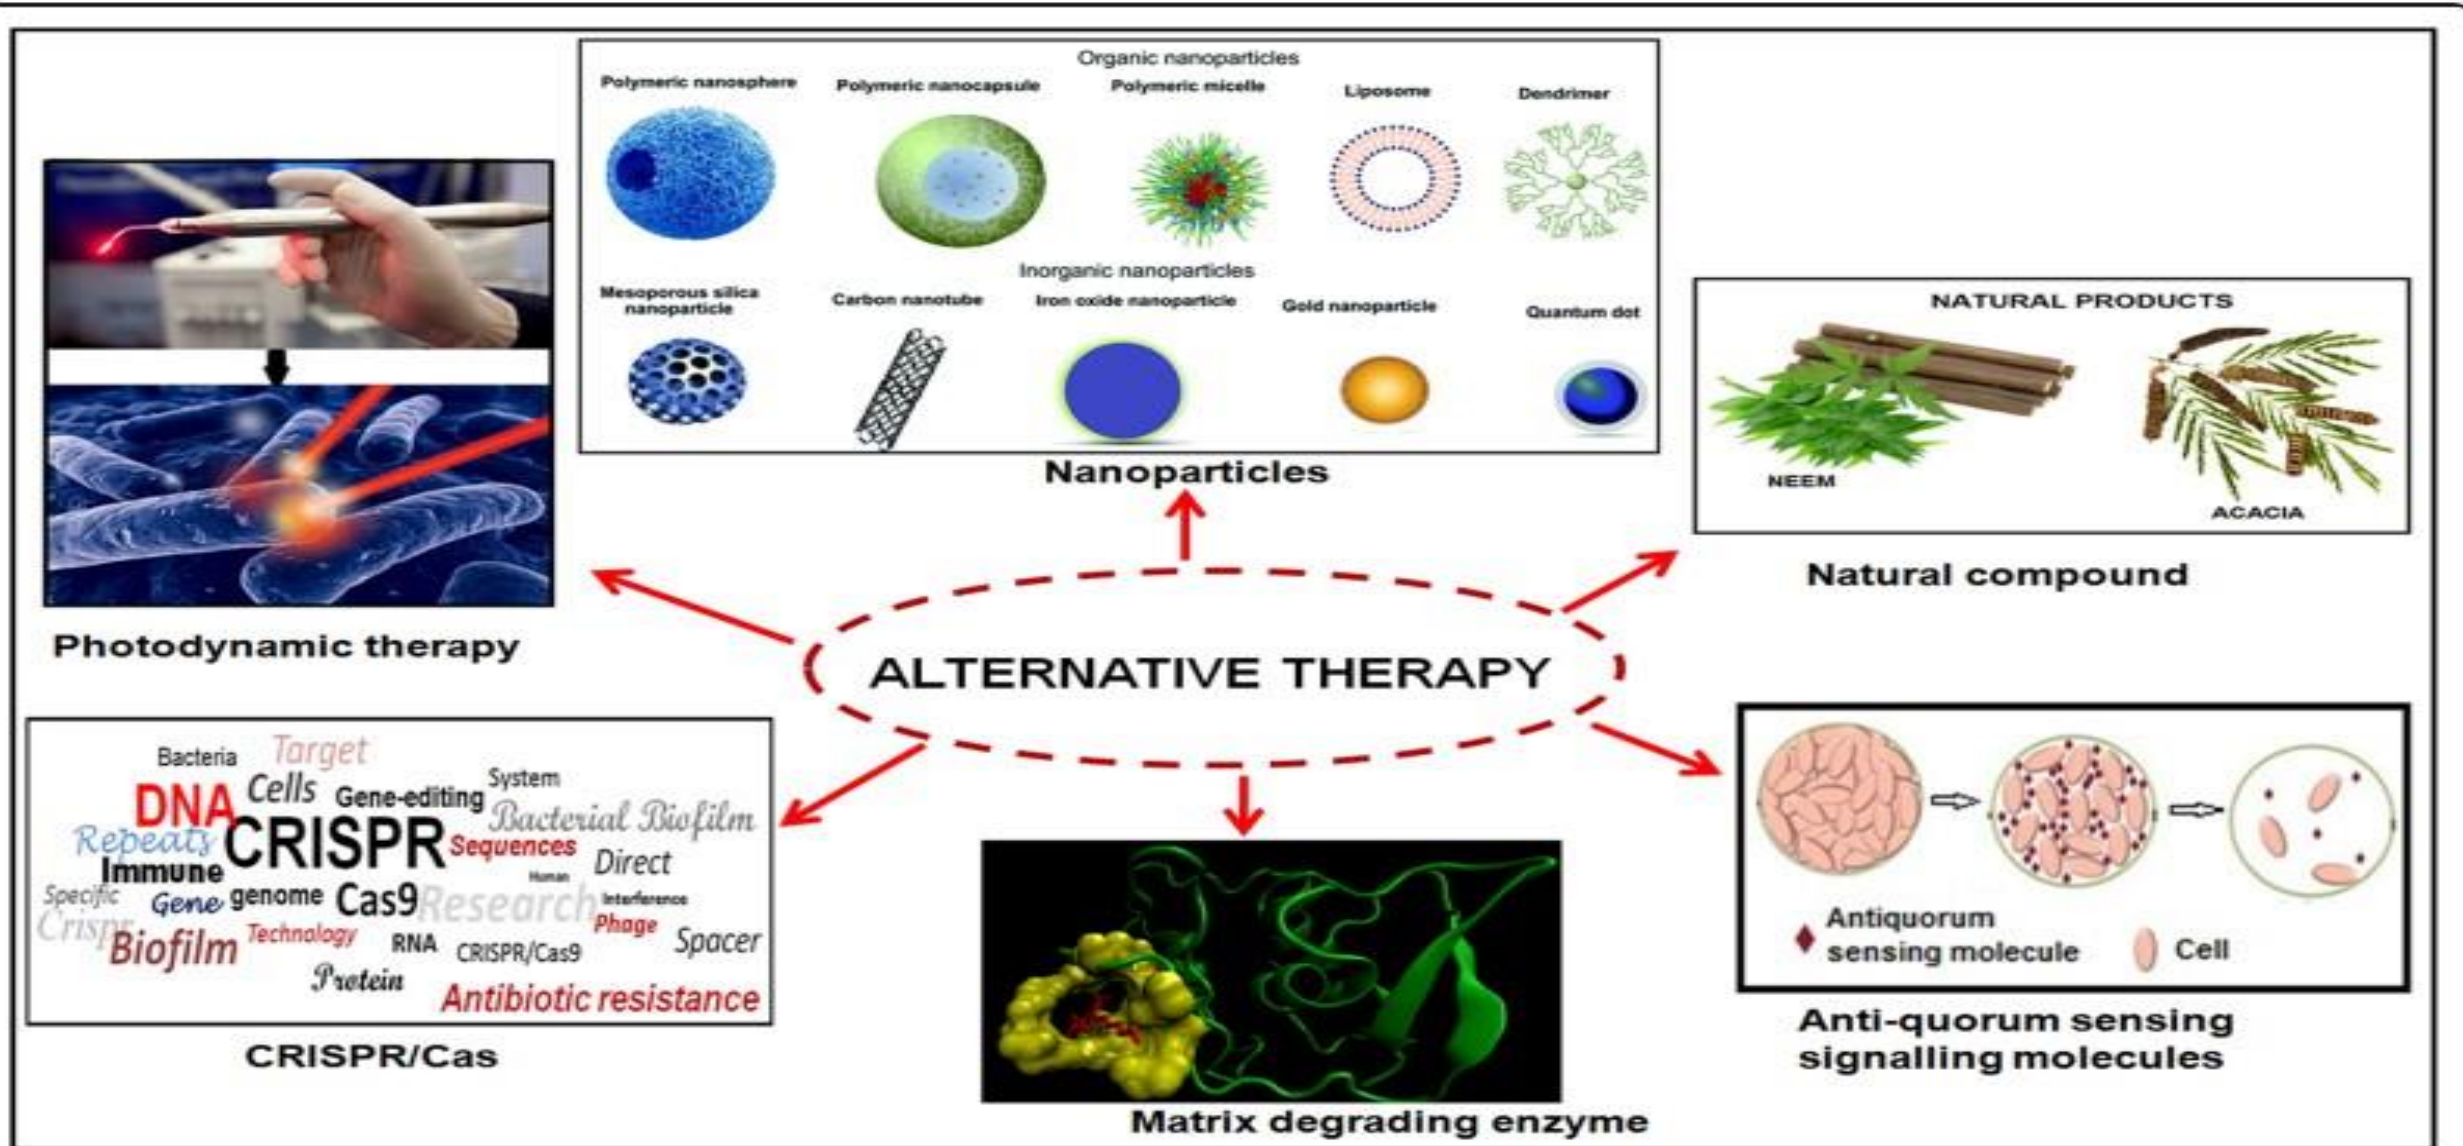 Organic nanoparticles
Polymeric nanosphere
Polymeric nanocapsule
Polymeric micelle
Liposome
Dendrimer
Inorganic nanoparticles
Mesoporous silica
nanoparticle
Carbon nanotube
Iron oxide nanoparticle
Gold nanoparticle
Quantum dot
Nanoparticles
NATURAL PRODUCTS
NEEM
ACACIA
Natural compound
Photodynamic therapy
ALTERNATIVE THERAPY
Bacteria
Target
DNA
Cells
Gene-editing
System
Bacterial Biofilm
Repeats
CRISPR
Sequences
Direct
Immune
Human
Specific
Gene
genome
Cas9
Research
Interference
Crispr
Biofilm
Technology
RNA
CRISPR/Cas9
Phage
Spacer
Protein
Antibiotic resistance
CRISPR/Cas
Matrix degrading enzyme
Antiquorum
sensing molecule
Cell
Anti-quorum sensing
signalling molecules